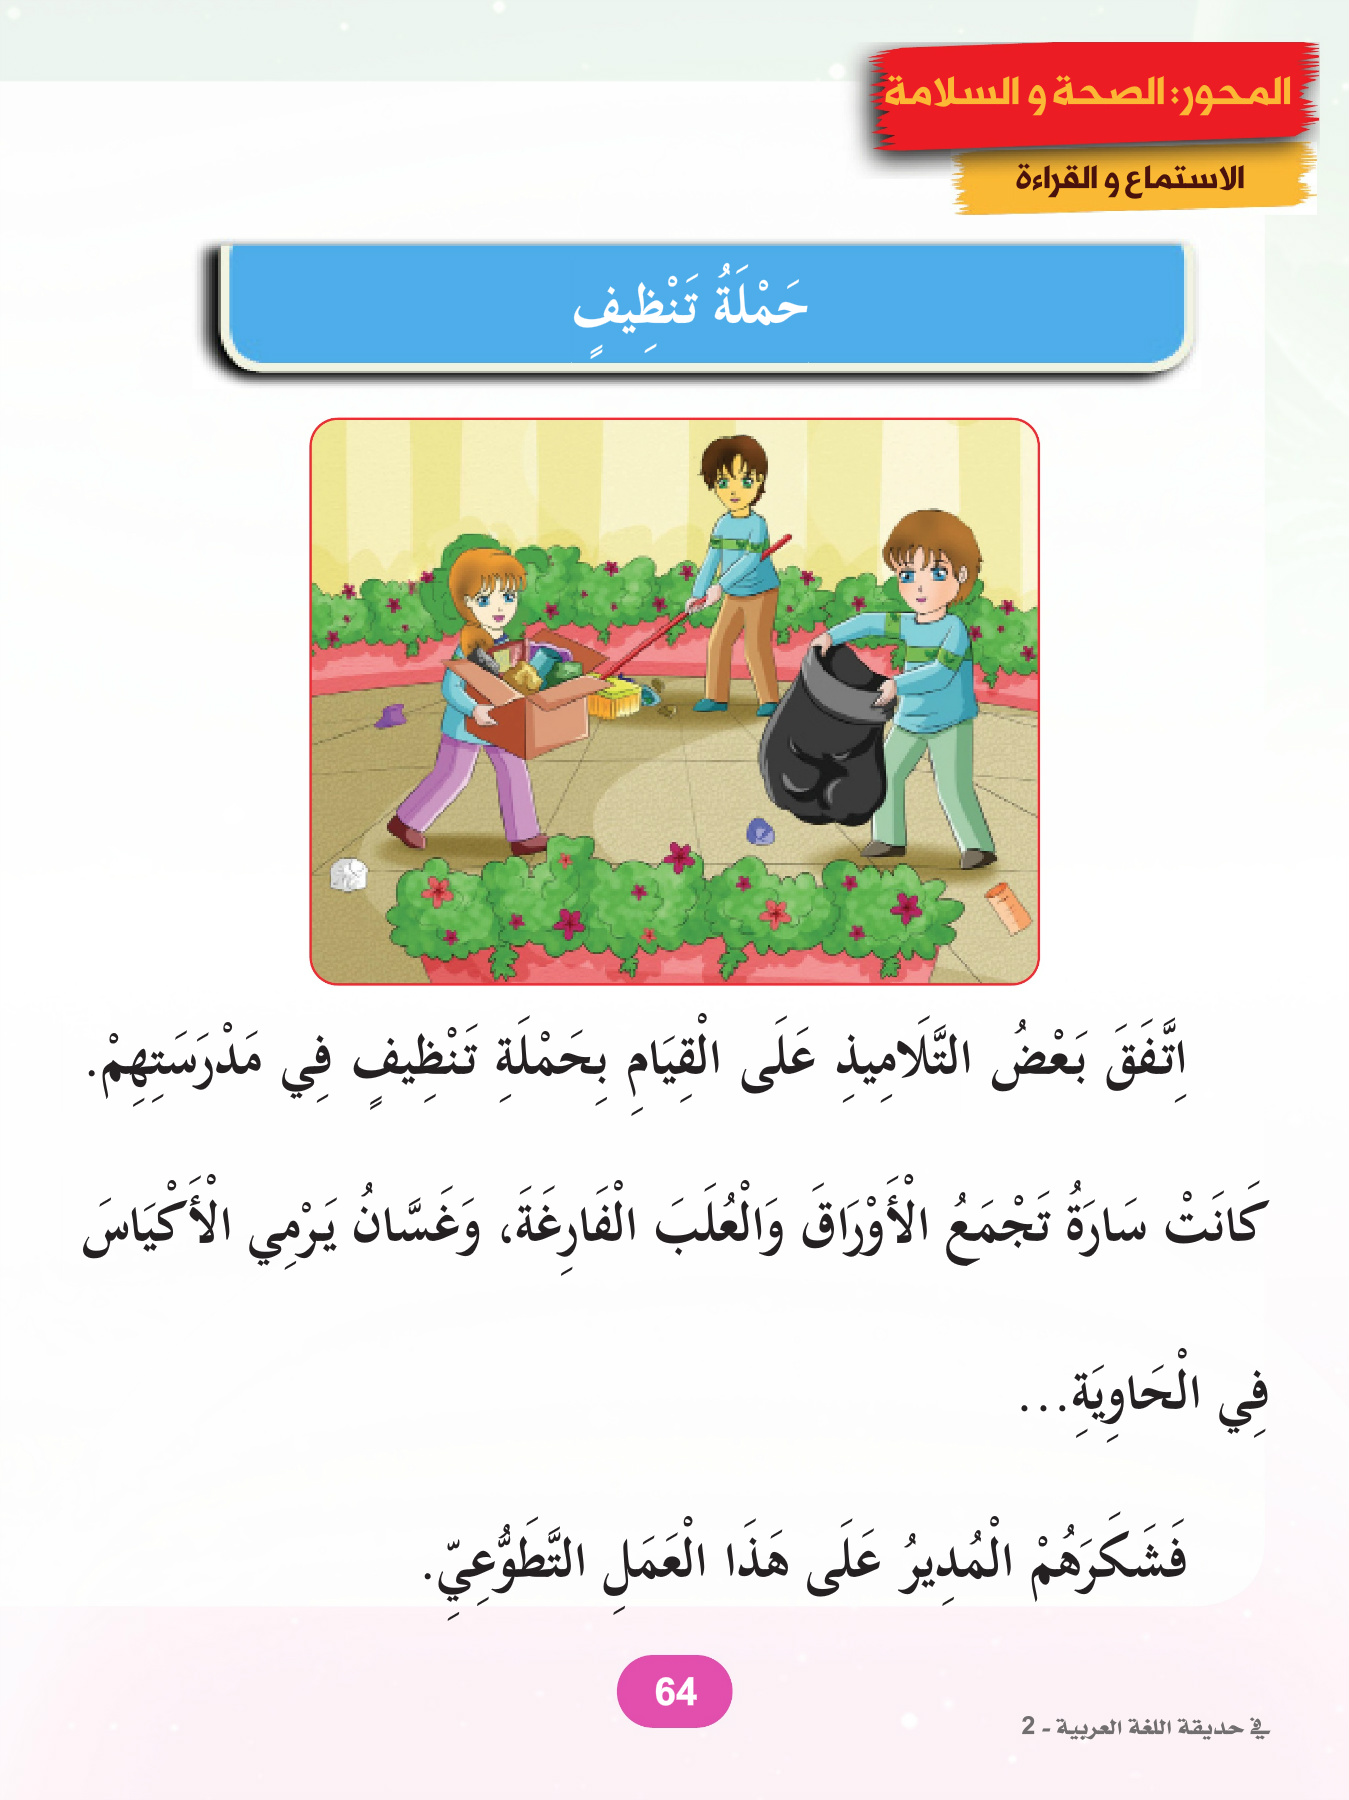 المحور: الصحة و السلامة
الاستماع و القراءة
حَمْلَةُ تَنْظِيفٍ
اِتَّفَقَ بَعْضُ التَّلَامِيذِ عَلَى الْقِيَامِ بِحَمْلَةِ تَنْظِيفٍ فِي مَدْرَسَتِهِمْ.
كَانَتْ سَارَةُ تَجْمَعُ الْأَوْرَاقَ وَالْعُلَبَ الْفَارِغَةَ، وَغَسَّانُ يَرْمِي الْأَكْيَاسَ
فِي الْحَاوِيَةِ...
فَشَكَرَهُمْ الْمُدِيرُ عَلَى هَذَا الْعَمَلِ التَّطَوُّعِيِّ.
64
في حديقة اللغة العربية - 2